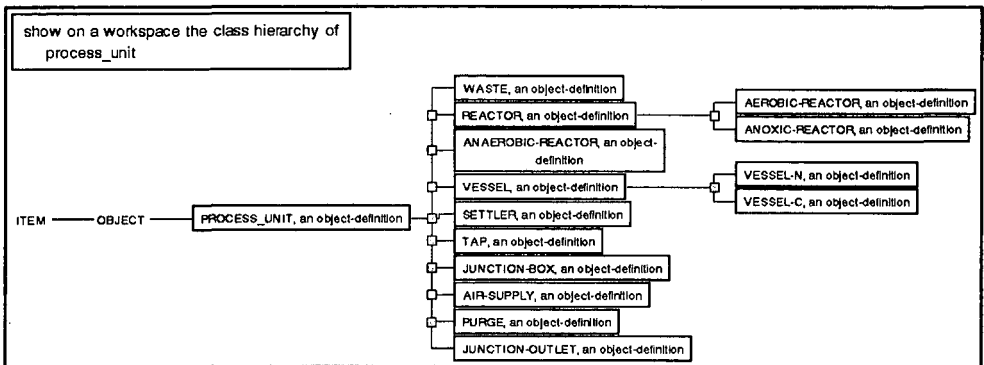 show on a workspace the class hierarchy of
process_unit
WASTE, an object-definition
REACTOR, an object-definition
AEROBIC-REACTOR, an object-definition
ANOXIC-REACTOR, an object-definition
ANAEROBIC-REACTOR, an object-
definition
VESSEL, an object-definition
VESSEL-N, an object-definition
VESSEL-C, an object-definition
ITEM
OBJECT
PROCESS_UNIT, an object-definition
SETTLER, an object-definition
TAP, an object-definition
JUNCTION-BOX, an object-definition
AIR-SUPPLY, an object-definition
PURGE, an object-definition
JUNCTION-OUTLET, an object-definition